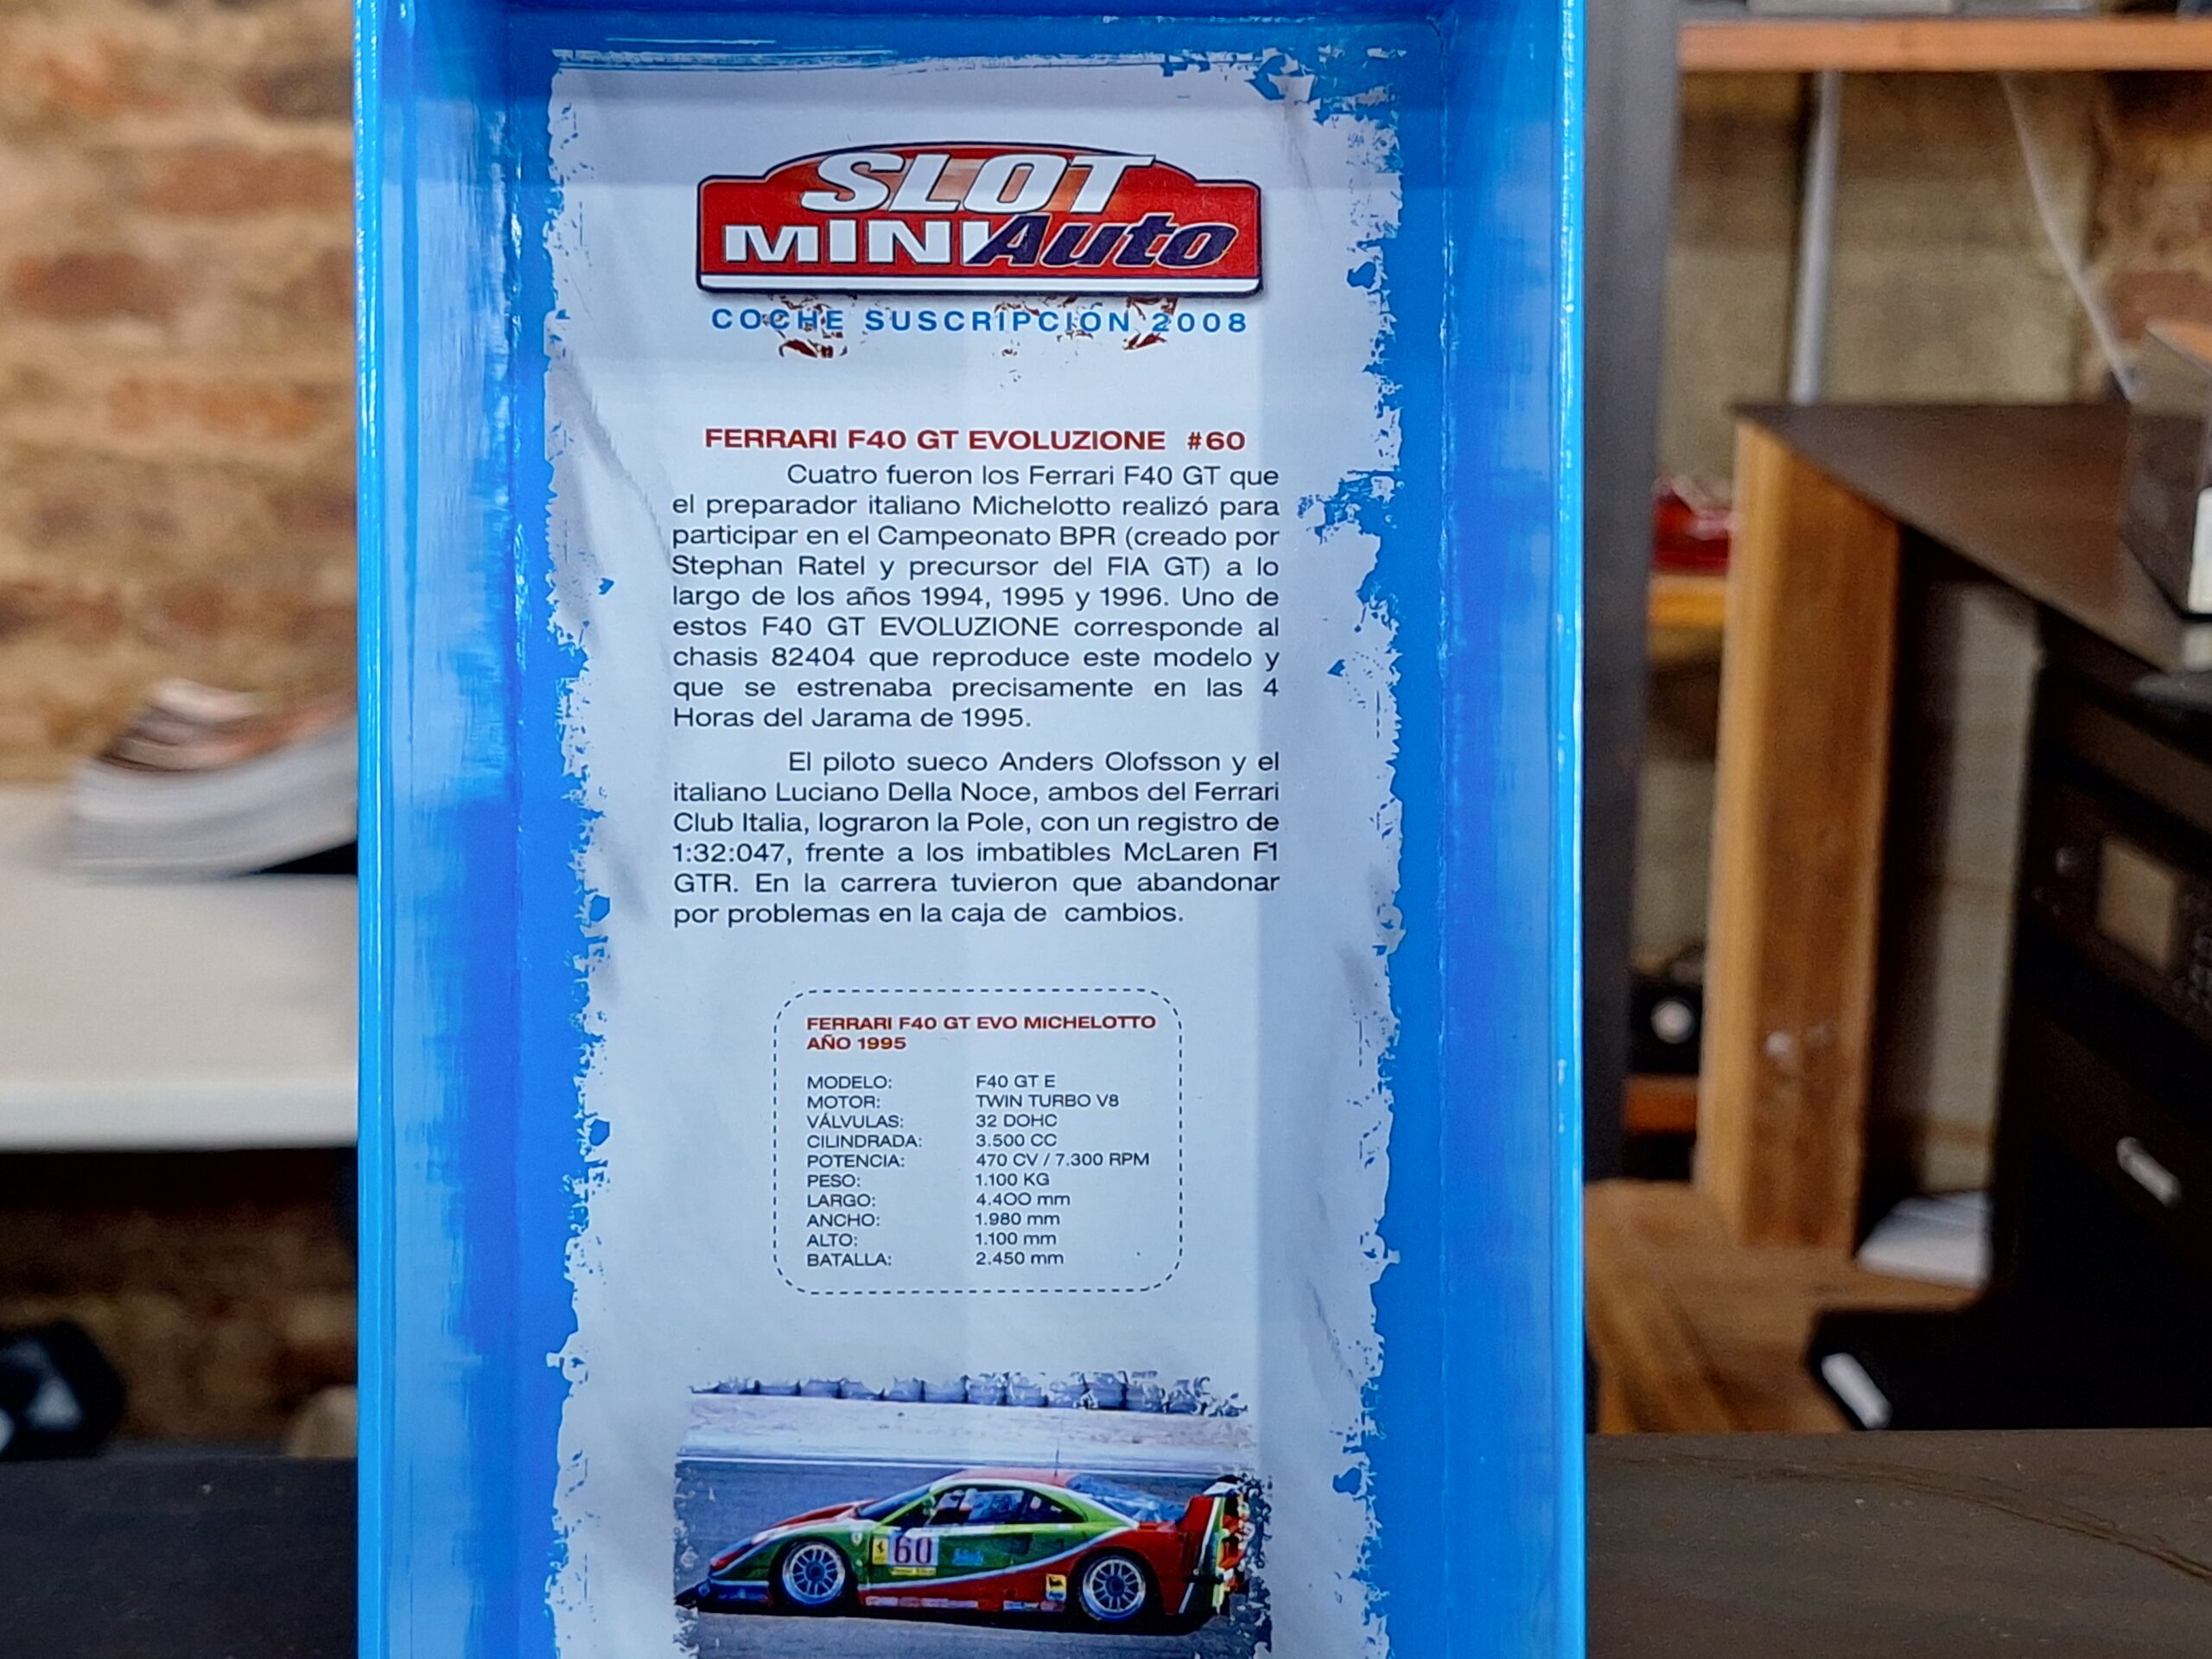 SLOT
MINIAuto
COCHE SUSCRIPCIÓN 2008
FERRARI F40 GT EVOLUZIONE #60
Cuatro fueron los Ferrari F40 GT que
el preparador italiano Michelotto realizó para
participar en el Campeonato BPR (creado por
Stephan Ratel y precursor del FIA GT) a lo
largo de los años 1994, 1995 y 1996. Uno de
estos F40 GT EVOLUZIONE corresponde al
chasis 82404 que reproduce este modelo y
que se estrenaba precisamente en las 4
Horas del Jarama de 1995.
El piloto sueco Anders Olofsson y el
italiano Luciano Della Noce, ambos del Ferrari
Club Italia, lograron la Pole, con un registro de
1:32:047, frente a los imbatibles McLaren F1
GTR. En la carrera tuvieron que abandonar
por problemas en la caja de cambios.
FERRARI F40 GT EVO MICHELOTTO
AÑO 1995
MODELO: F40 GT E
MOTOR: TWIN TURBO V8
VÁLVULAS: 32 DOHC
CILINDRADA: 3.500 CC
POTENCIA: 470 CV / 7.300 RPM
PESO: 1.100 KG
LARGO: 4.400 mm
ANCHO: 1.980 mm
ALTO: 1.100 mm
BATALLA: 2.450 mm
60